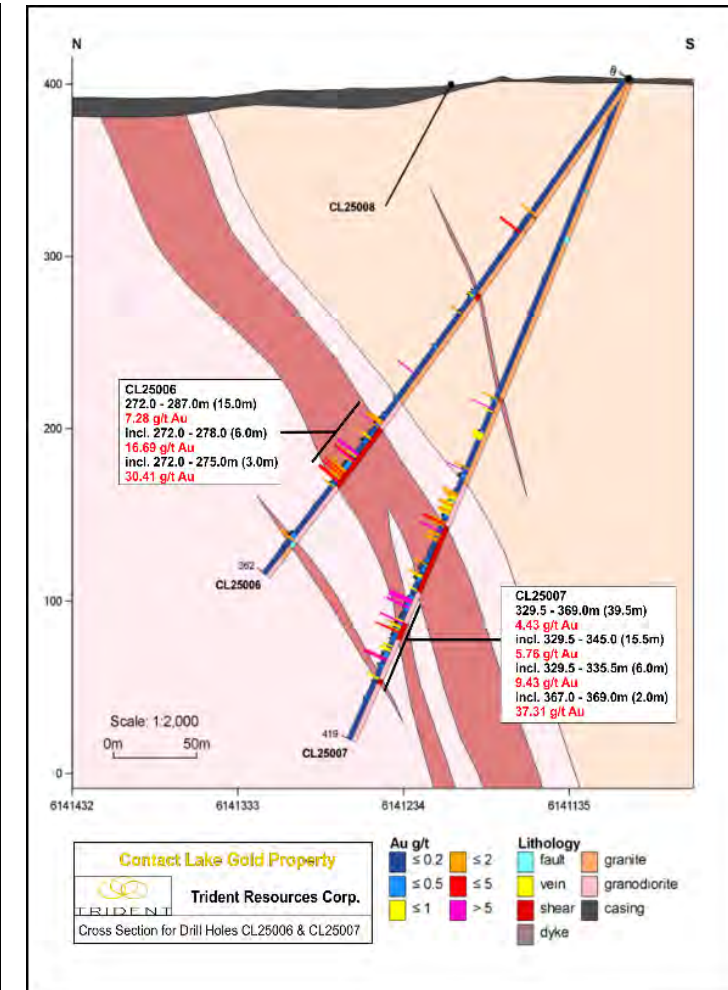 N
S
400
CL25008
300
CL25006
272.0 - 287.0m (15.0m)
7.28 g/t Au
incl. 272.0 - 278.0 (6.0m)
16.69 g/t Au
incl. 272.0 - 275.0m (3.0m)
30.41 g/t Au
200
362
CL25006
100
CL25007
329.5 - 369.0m (39.5m)
4.43 g/t Au
incl. 329.5 - 345.0 (15.5m)
5.76 g/t Au
incl. 329.5 - 335.5m (6.0m)
9.43 g/t Au
incl. 367.0 - 369.0m (2.0m)
37.31 g/t Au
Scale: 1:2,000
0m 50m
419
CL25007
0
6141432 6141333 6141234 6141135
Contact Lake Gold Property
TRIDENT
Trident Resources Corp.
Cross Section for Drill Holes CL25006 & CL25007
Au g/t
≤ 0.2 ≤ 2
≤ 0.5 ≤ 5
≤ 1 > 5
Lithology
fault granite
vein granodiorite
shear casing
dyke